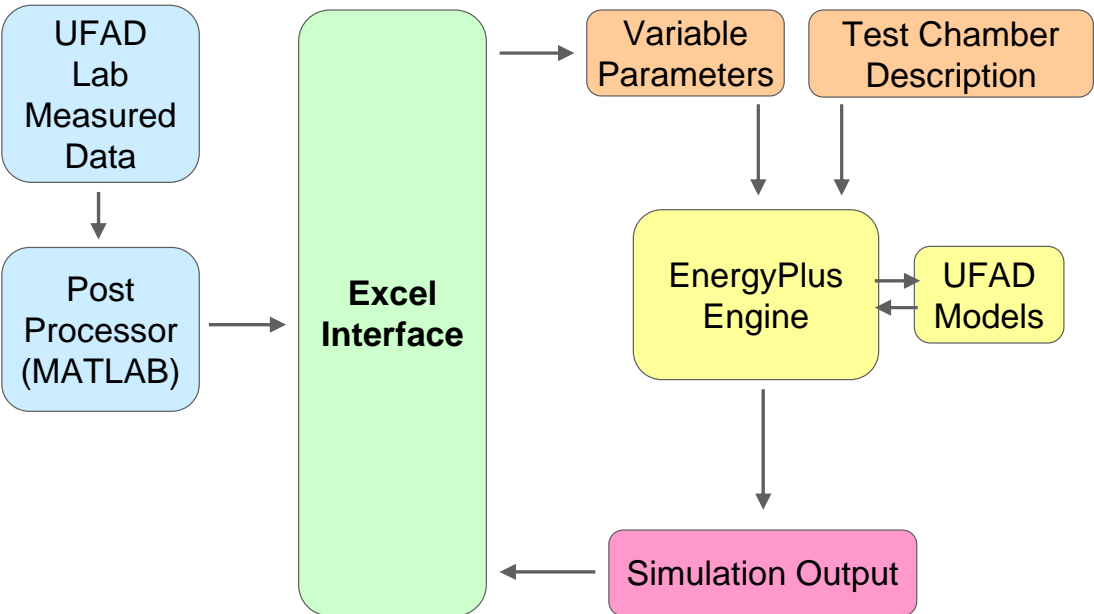 UFAD
Lab
Measured
Data
Post
Processor
(MATLAB)
Excel
Interface
Variable
Parameters
Test Chamber
Description
EnergyPlus
Engine
UFAD
Models
Simulation Output